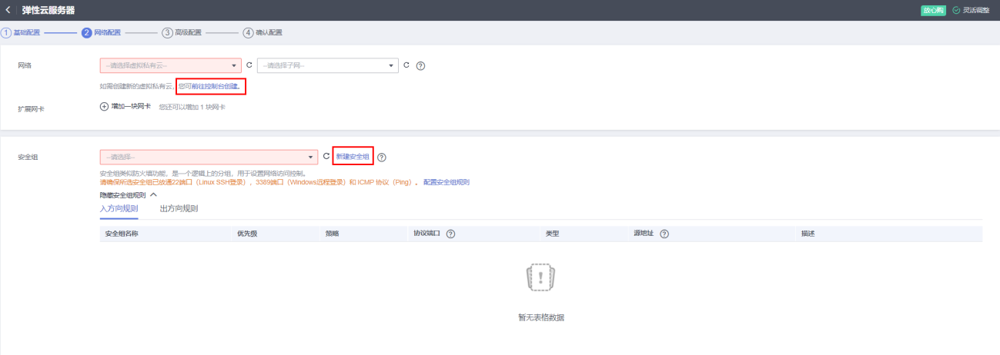 弹性云服务器
放心购 灵活调整
1 基础配置 2 网络配置 3 高级配置 4 确认配置
网络 --请选择虚拟私有云-- --请选择子网--
如需创建新的虚拟私有云,您可前往控制台创建。
扩展网卡 增加一块网卡 您还可以增加 1 块网卡
安全组 --请选择-- 新建安全组
安全组类似防火墙功能,是一个逻辑上的分组,用于设置网络访问控制。
请确保所选安全组已放通22端口(Linux SSH登录),3389端口(Windows远程登录)和 ICMP 协议(Ping)。 配置安全组规则
隐藏安全组规则
入方向规则 出方向规则
安全组名称 优先级 策略 协议端口 类型 源地址 描述
暂无表格数据